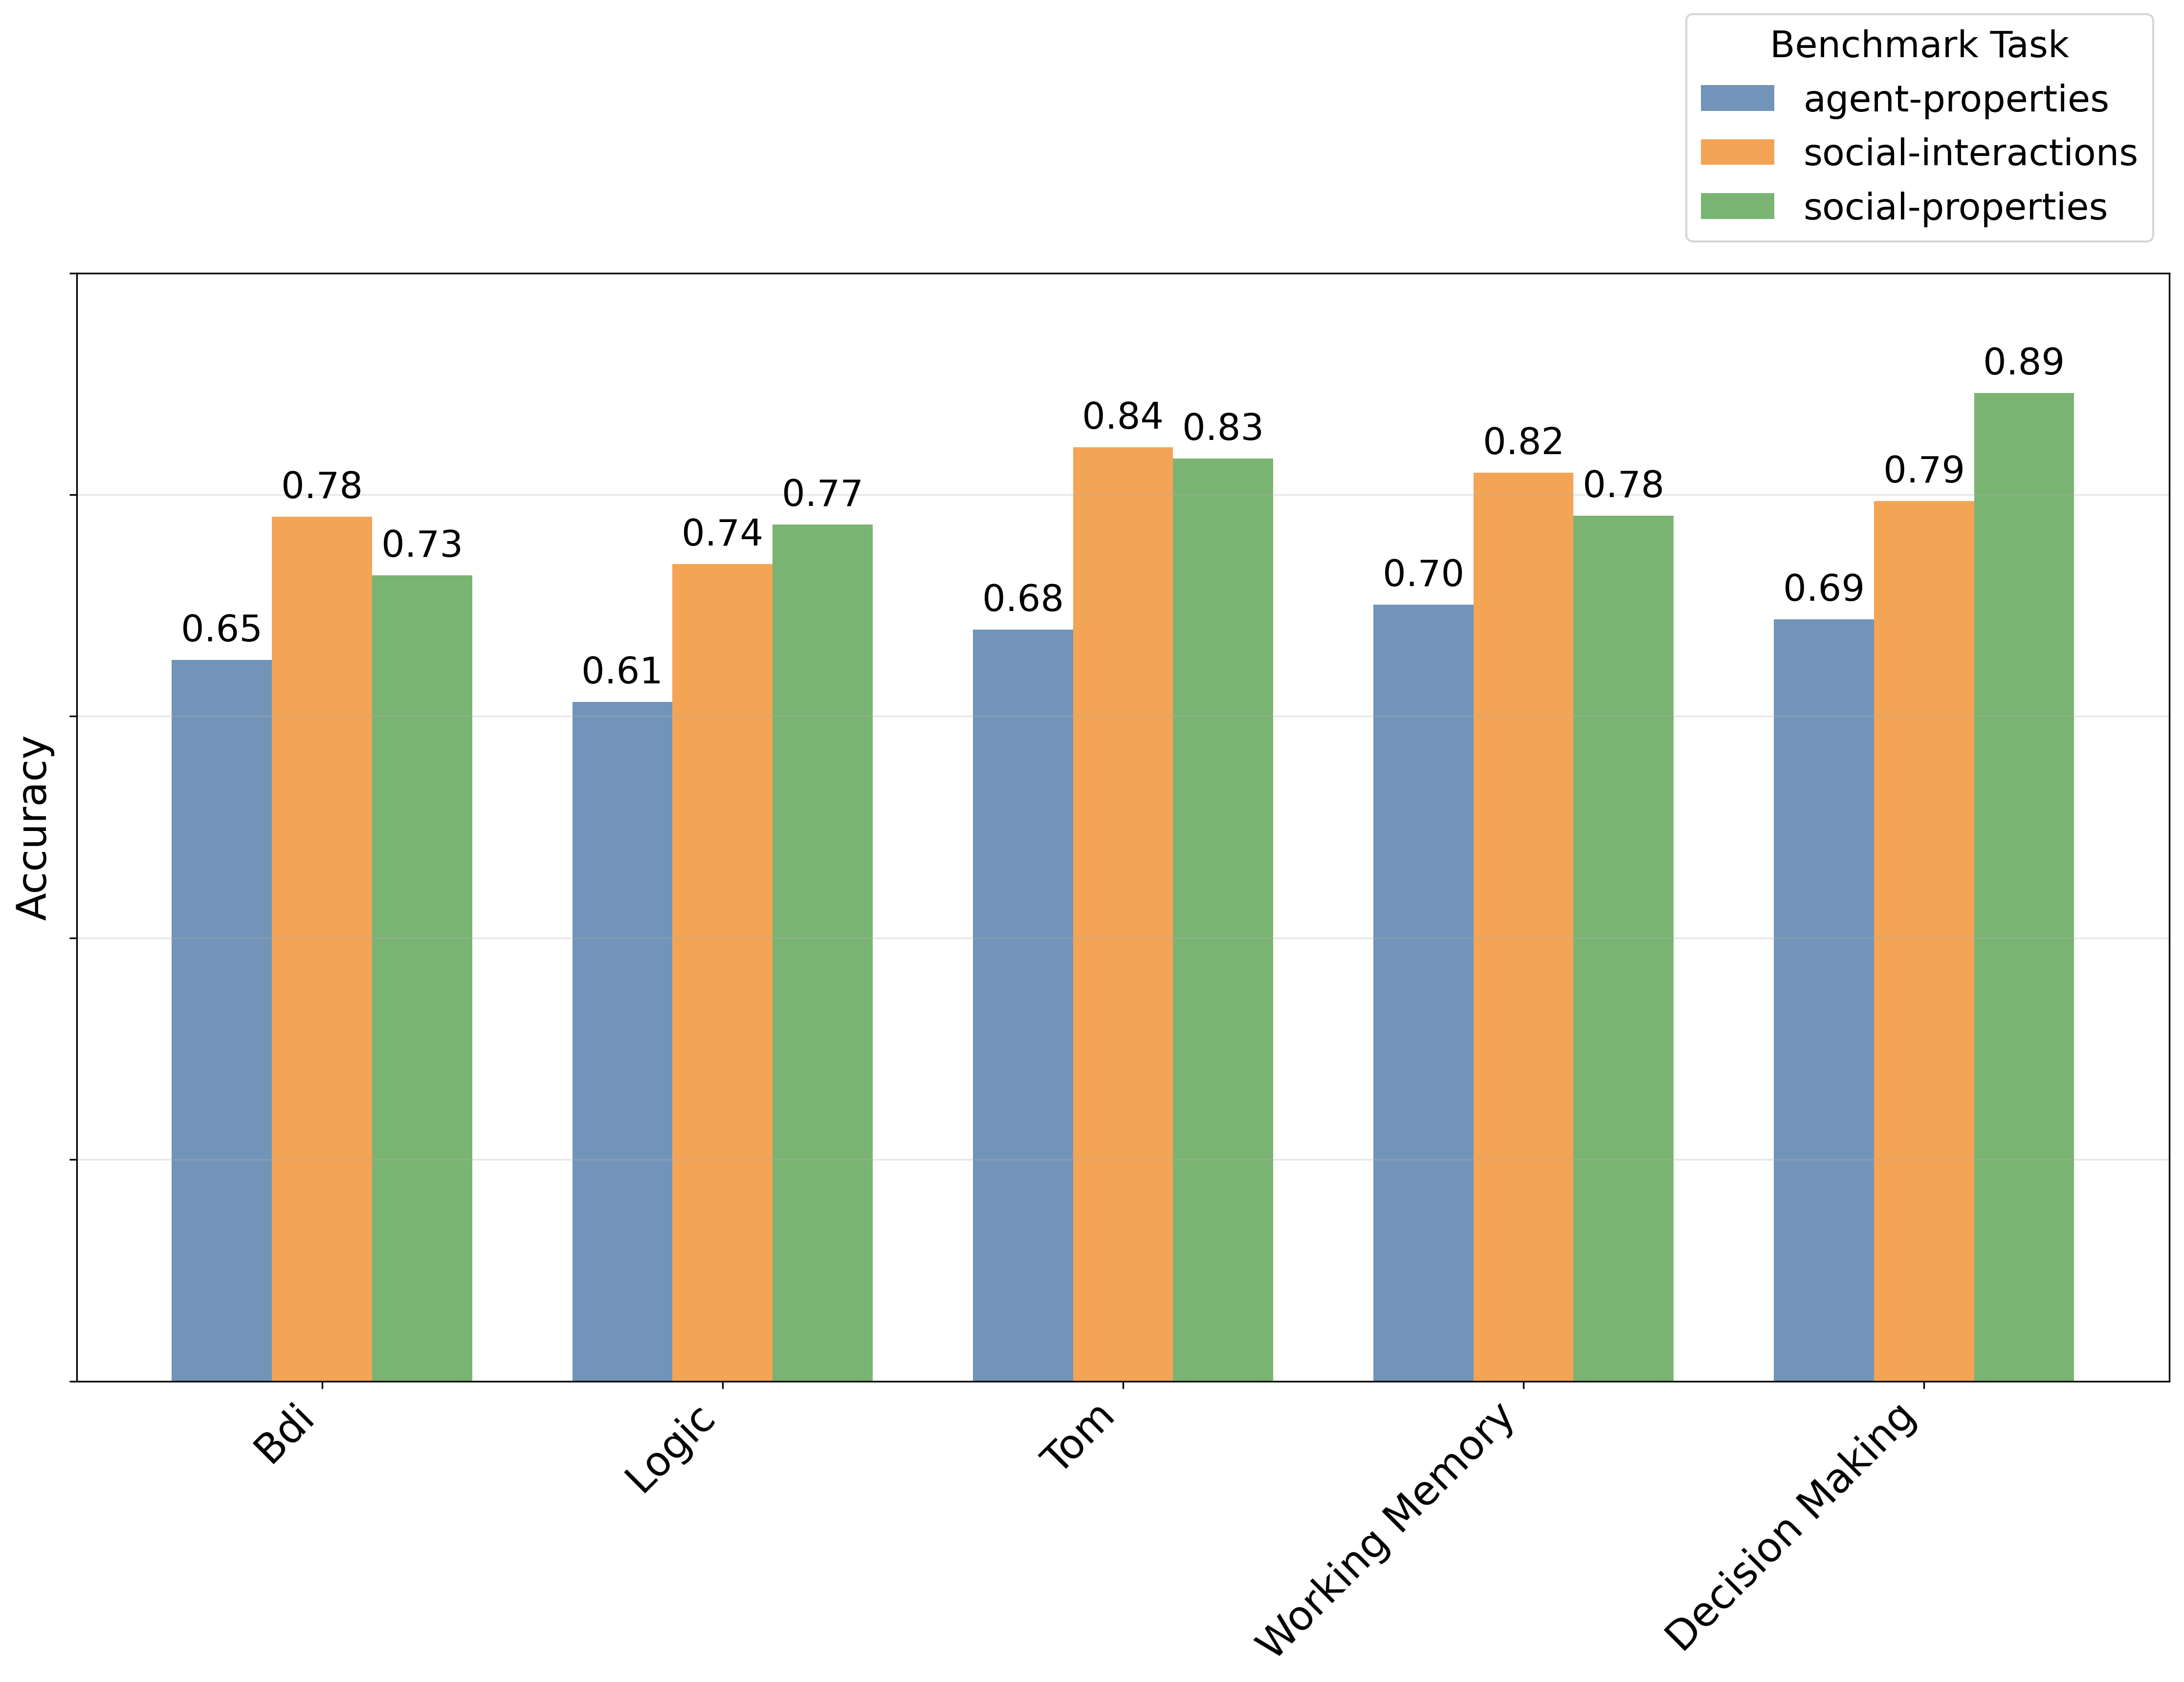 Benchmark Task
agent-properties
social-interactions
social-properties
Accuracy
0.65
0.78
0.73
0.61
0.74
0.77
0.68
0.84
0.83
0.70
0.82
0.78
0.69
0.79
0.89
Bdi
Logic
Tom
Working Memory
Decision Making